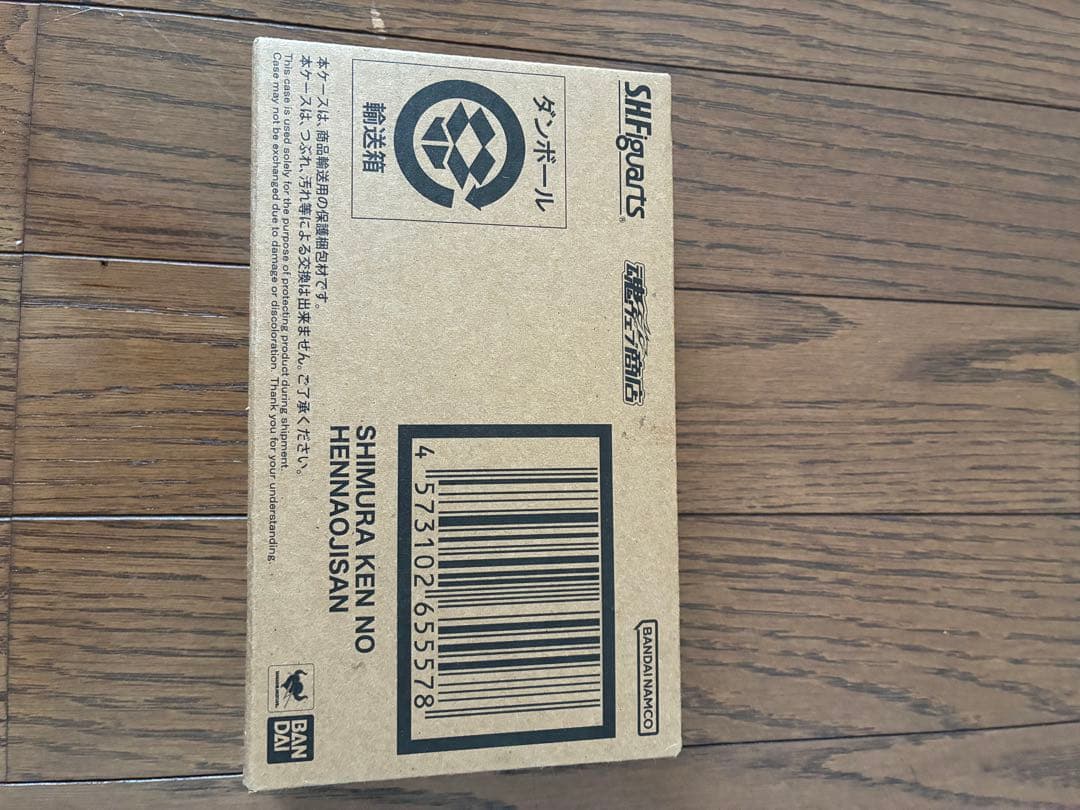 S.H.Figuarts®
魂ウェブ商店
BANDAI NAMCO
ダンボール
輸送箱
4 573102 655578
SHIMURA KEN NO
HENNAOJISAN
本ケースは、商品輸送用の保護梱包材です。
本ケースは、つぶれ、汚れ等による交換は出来ません。ご了承ください。
This case is used solely for the purpose of protecting product during shipment.
Case may not be exchanged due to damage or discoloration. Thank you for your understanding.
BAN
DAI